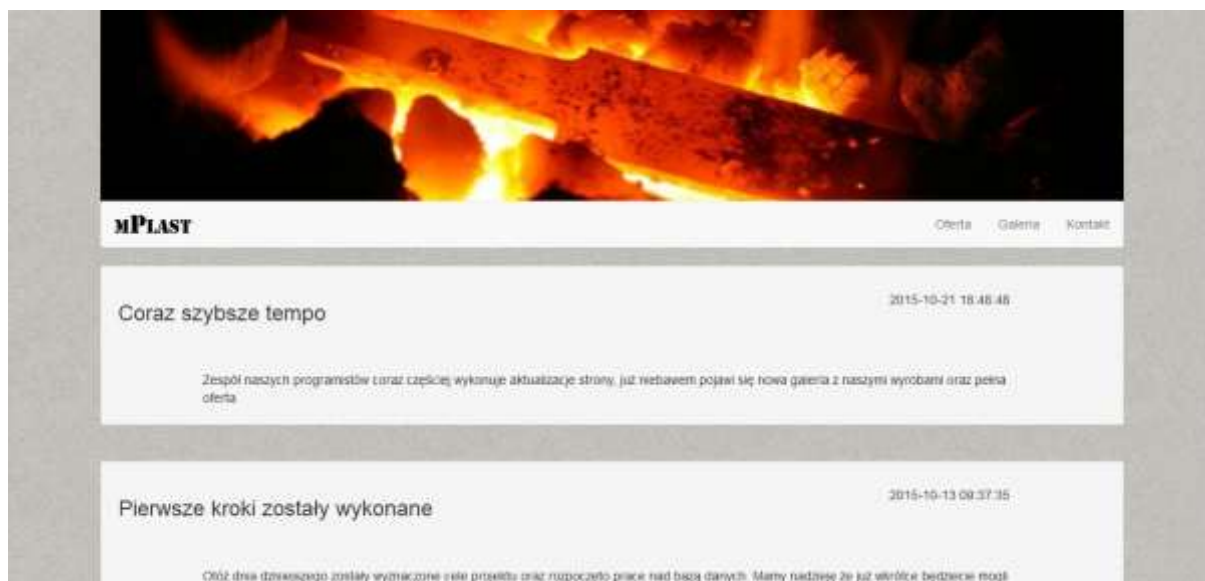 MPLAST
Oferta Galeria Kontakt
Coraz szybsze tempo
2015-10-21 18:48:48
Zespół naszych programistów coraz częściej wykonuje aktualizacje strony, już niebawem pojawi się nowa galeria z naszymi wyrobami oraz pełna
oferta
Pierwsze kroki zostały wykonane
2015-10-13 09:37:35
Otóż dnia dzisiejszego zostały wyznaczone cele projektu oraz rozpoczęto prace nad bazą danych. Mamy nadzieję że już wkrótce będziecie mogli